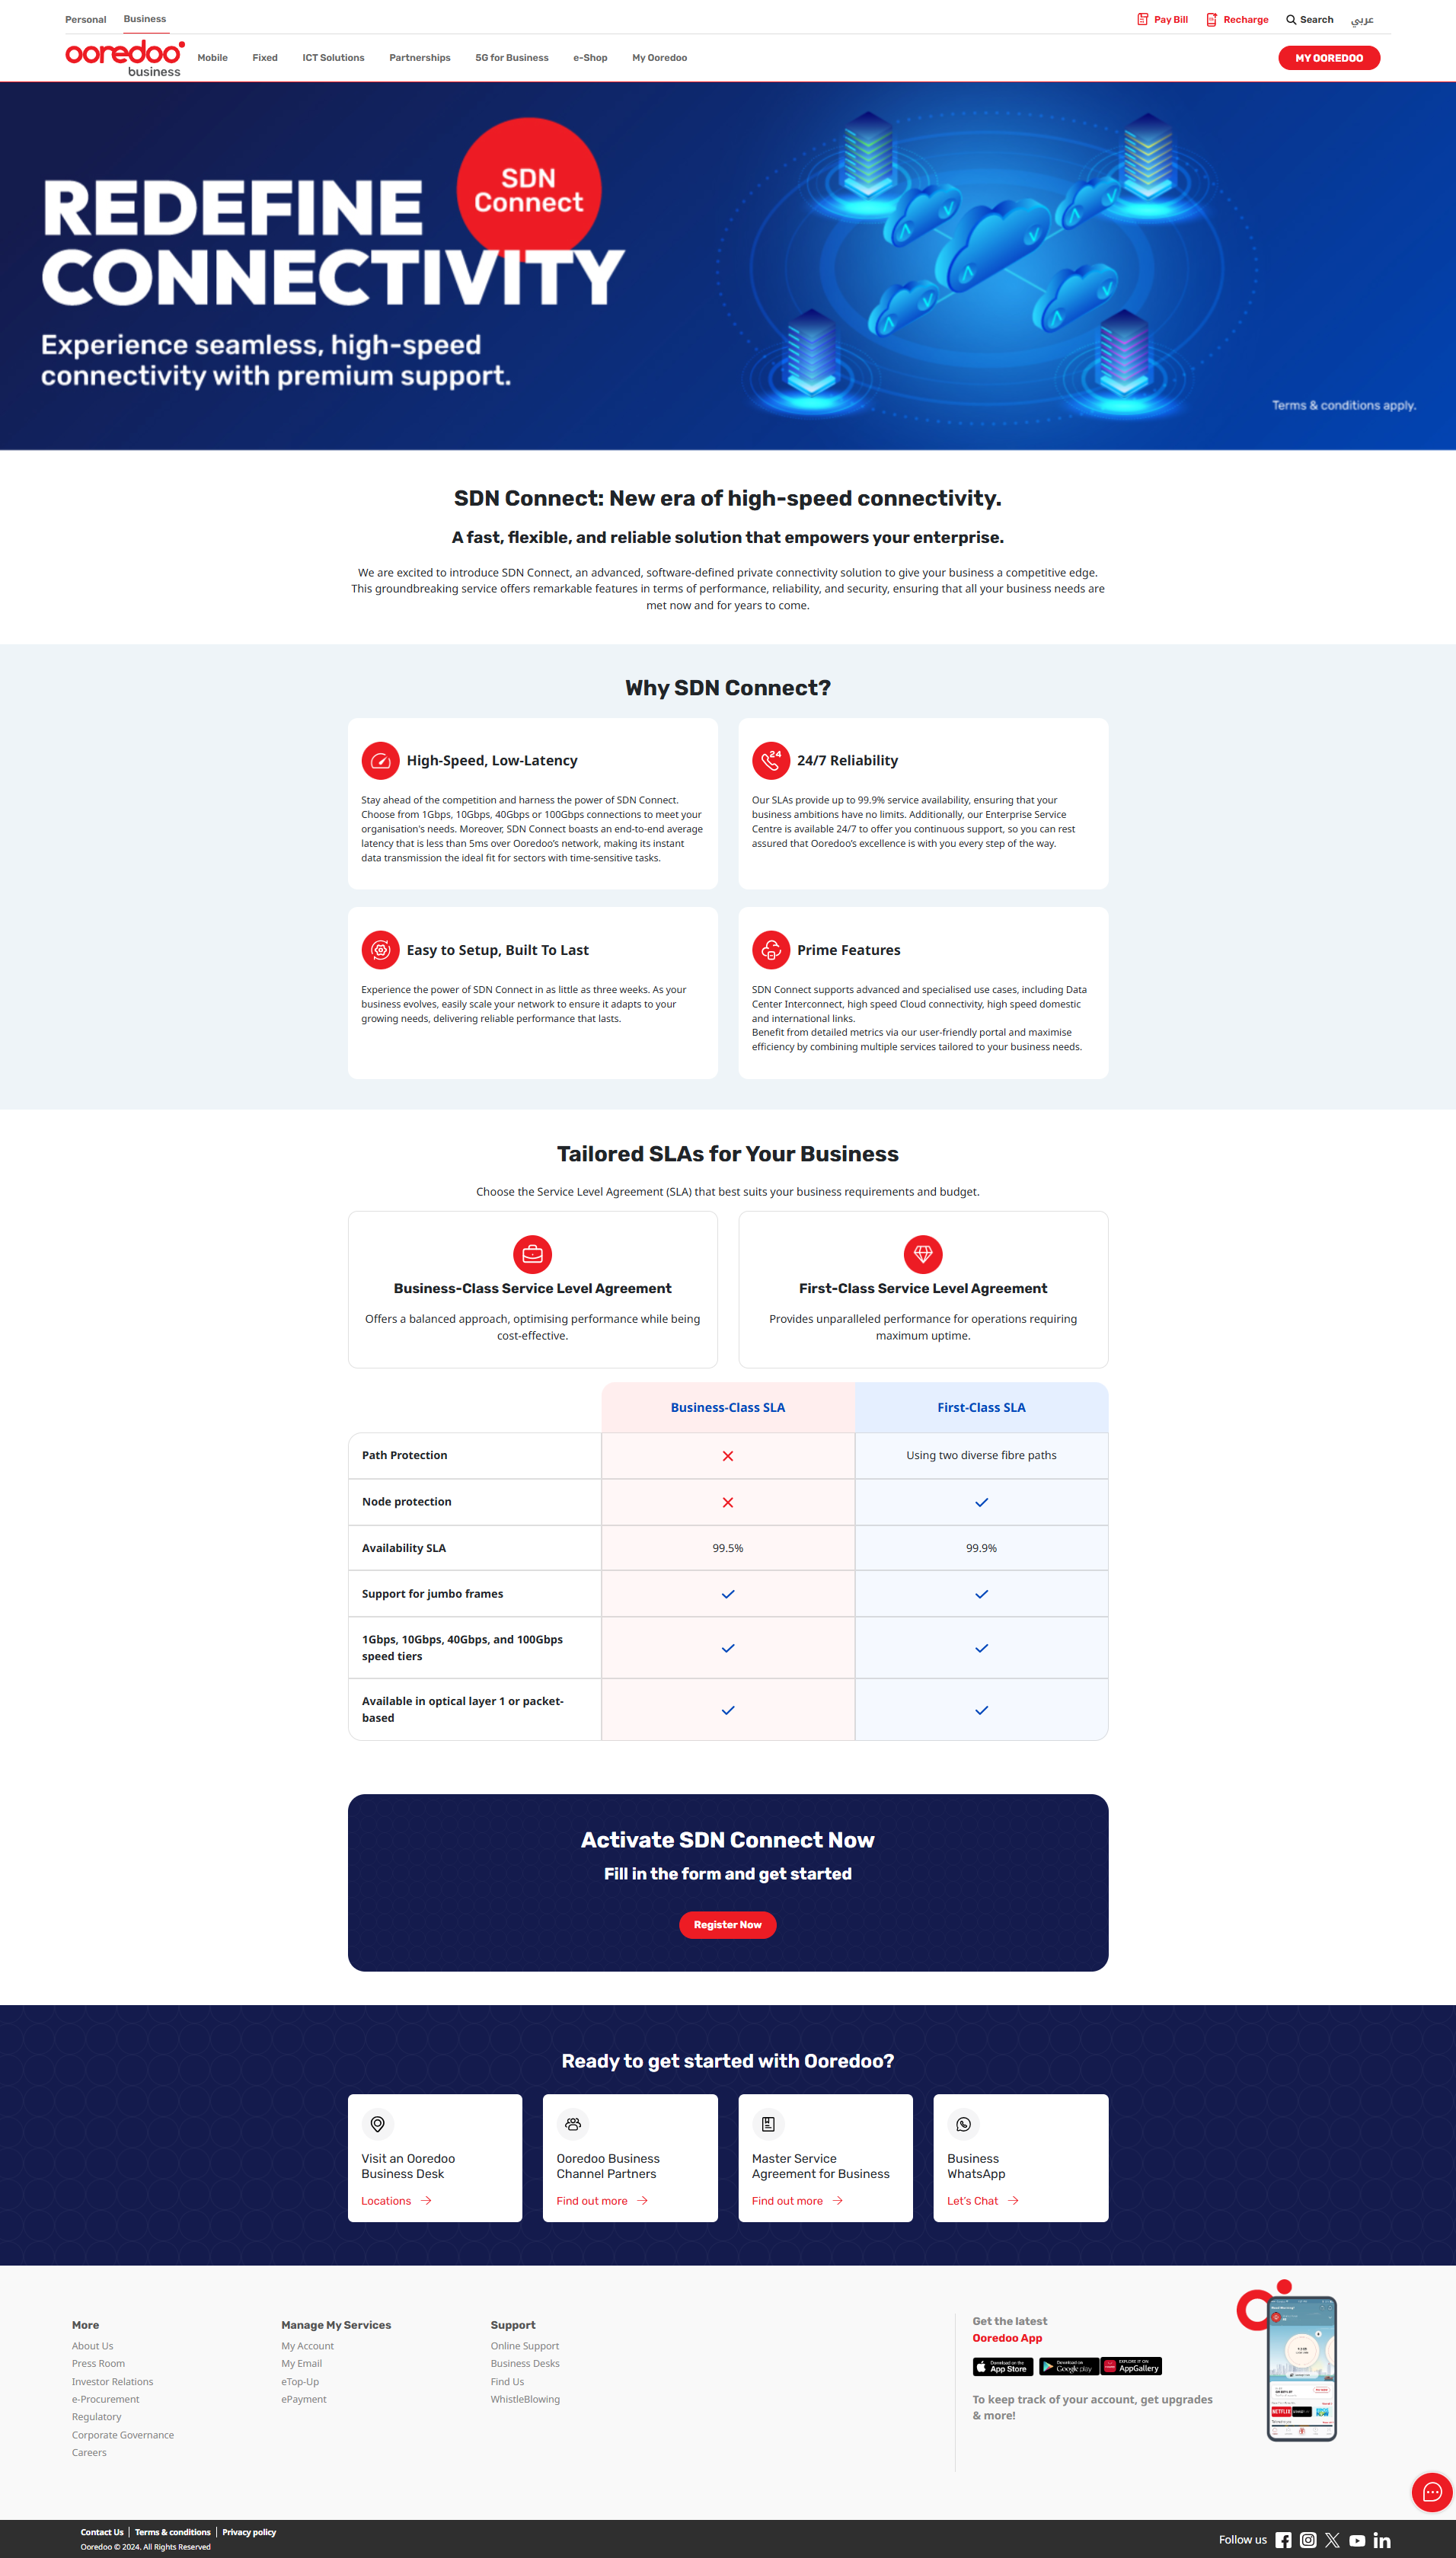 Personal
Business
Pay Bill
Recharge
Search
عربي
ooredoo
business
Mobile
Fixed
ICT Solutions
Partnerships
5G for Business
e-Shop
My Ooredoo
MY OOREDOO
SDN
Connect
REDEFINE
CONNECTIVITY
Experience seamless, high-speed
connectivity with premium support.
Terms & conditions apply.
SDN Connect: New era of high-speed connectivity.
A fast, flexible, and reliable solution that empowers your enterprise.
We are excited to introduce SDN Connect, an advanced, software-defined private connectivity solution to give your business a competitive edge.
This groundbreaking service offers remarkable features in terms of performance, reliability, and security, ensuring that all your business needs are
met now and for years to come.
Why SDN Connect?
High-Speed, Low-Latency
Stay ahead of the competition and harness the power of SDN Connect.
Choose from 1Gbps, 10Gbps, 40Gbps or 100Gbps connections to meet your
organisation's needs. Moreover, SDN Connect boasts an end-to-end average
latency that is less than 5ms over Ooredoo's network, making its instant
data transmission the ideal fit for sectors with time-sensitive tasks.
24
24/7 Reliability
Our SLAs provide up to 99.9% service availability, ensuring that your
business ambitions have no limits. Additionally, our Enterprise Service
Centre is available 24/7 to offer you continuous support, so you can rest
assured that Ooredoo's excellence is with you every step of the way.
Easy to Setup, Built To Last
Experience the power of SDN Connect in as little as three weeks. As your
business evolves, easily scale your network to ensure it adapts to your
growing needs, delivering reliable performance that lasts.
Prime Features
SDN Connect supports advanced and specialised use cases, including Data
Center Interconnect, high speed Cloud connectivity, high speed domestic
and international links.
Benefit from detailed metrics via our user-friendly portal and maximise
efficiency by combining multiple services tailored to your business needs.
Tailored SLAs for Your Business
Choose the Service Level Agreement (SLA) that best suits your business requirements and budget.
Business-Class Service Level Agreement
Offers a balanced approach, optimising performance while being
cost-effective.
First-Class Service Level Agreement
Provides unparalleled performance for operations requiring
maximum uptime.
Business-Class SLA
First-Class SLA
Path Protection
Using two diverse fibre paths
Node protection
Availability SLA
99.5%
99.9%
Support for jumbo frames
1Gbps, 10Gbps, 40Gbps, and 100Gbps
speed tiers
Available in optical layer 1 or packet-
based
Activate SDN Connect Now
Fill in the form and get started
Register Now
Ready to get started with Ooredoo?
Visit an Ooredoo
Business Desk
Locations
Ooredoo Business
Channel Partners
Find out more
Master Service
Agreement for Business
Find out more
Business
WhatsApp
Let's Chat
More
About Us
Press Room
Investor Relations
e-Procurement
Regulatory
Corporate Governance
Careers
Manage My Services
My Account
My Email
eTop-Up
ePayment
Support
Online Support
Business Desks
Find Us
WhistleBlowing
Get the latest
Ooredoo App
Download on the
App Store
Google play
EXPLORE IT ON
AppGallery
To keep track of your account, get upgrades
& more!
NETFLIX
Contact Us
Terms & conditions
Privacy policy
Ooredoo © 2024. All Rights Reserved
Follow us